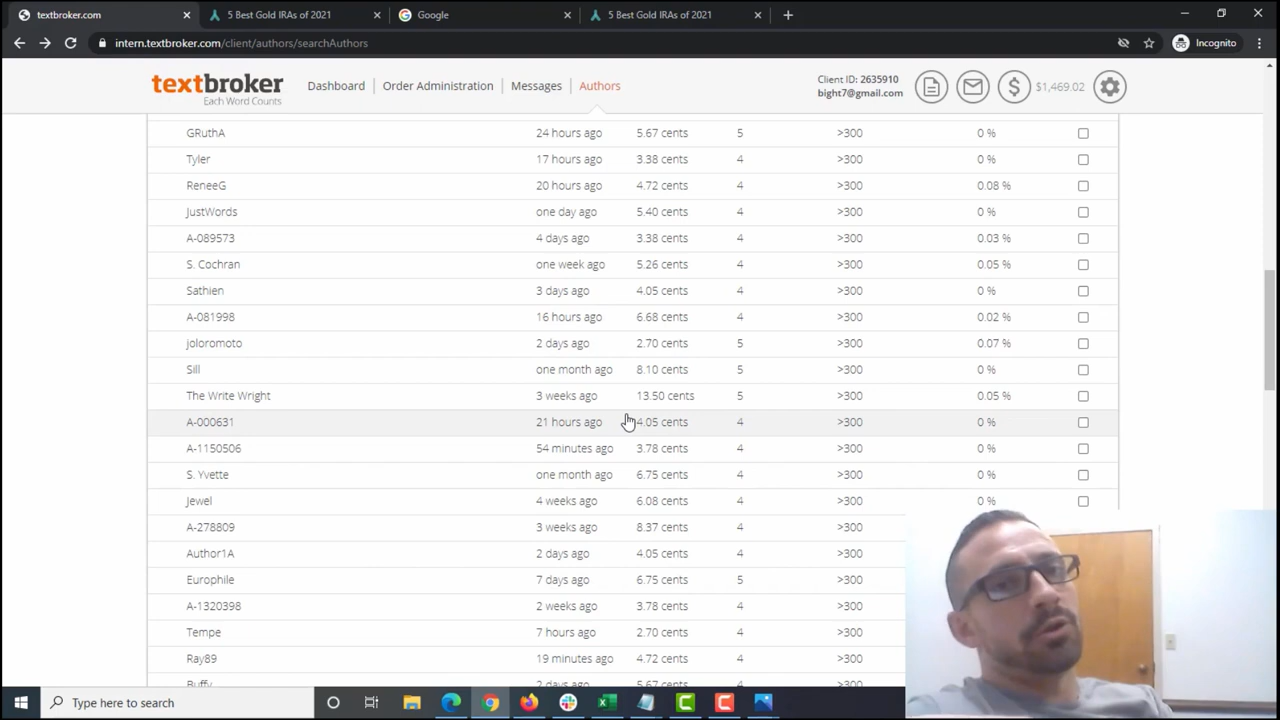 textbroker.com
5 Best Gold IRAs of 2021
Google
5 Best Gold IRAs of 2021
intern.textbroker.com/client/authors/searchAuthors
Incognito
textbroker
Each Word Counts
Dashboard
Order Administration
Messages
Authors
Client ID: 2635910
bight7@gmail.com
$1,469.02
GRuthA 24 hours ago 5.67 cents 5 >300 0 %
Tyler 17 hours ago 3.38 cents 4 >300 0 %
ReneeG 20 hours ago 4.72 cents 4 >300 0.08 %
JustWords one day ago 5.40 cents 4 >300 0 %
A-089573 4 days ago 3.38 cents 4 >300 0.03 %
S. Cochran one week ago 5.26 cents 4 >300 0.05 %
Sathien 3 days ago 4.05 cents 4 >300 0 %
A-081998 16 hours ago 6.68 cents 4 >300 0.02 %
joloromoto 2 days ago 2.70 cents 5 >300 0.07 %
Sill one month ago 8.10 cents 5 >300 0 %
The Write Wright 3 weeks ago 13.50 cents 5 >300 0.05 %
A-000631 21 hours ago 4.05 cents 4 >300 0 %
A-1150506 54 minutes ago 3.78 cents 4 >300 0 %
S. Yvette one month ago 6.75 cents 4 >300 0 %
Jewel 4 weeks ago 6.08 cents 4 >300 0 %
A-278809 3 weeks ago 8.37 cents 4 >300
Author1A 2 days ago 4.05 cents 4 >300
Europhile 7 days ago 6.75 cents 5 >300
A-1320398 2 weeks ago 3.78 cents 4 >300
Tempe 7 hours ago 2.70 cents 4 >300
Ray89 19 minutes ago 4.72 cents 4 >300
Buffy 2 days ago 5.67 cents 4 >300
Type here to search